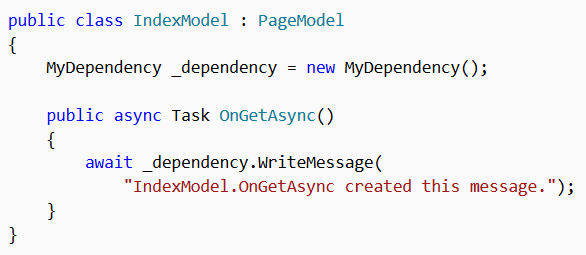 public class IndexModel : PageModel
{
    MyDependency _dependency = new MyDependency();

    public async Task OnGetAsync()
    {
        await _dependency.WriteMessage(
            "IndexModel.OnGetAsync created this message.");
    }
}